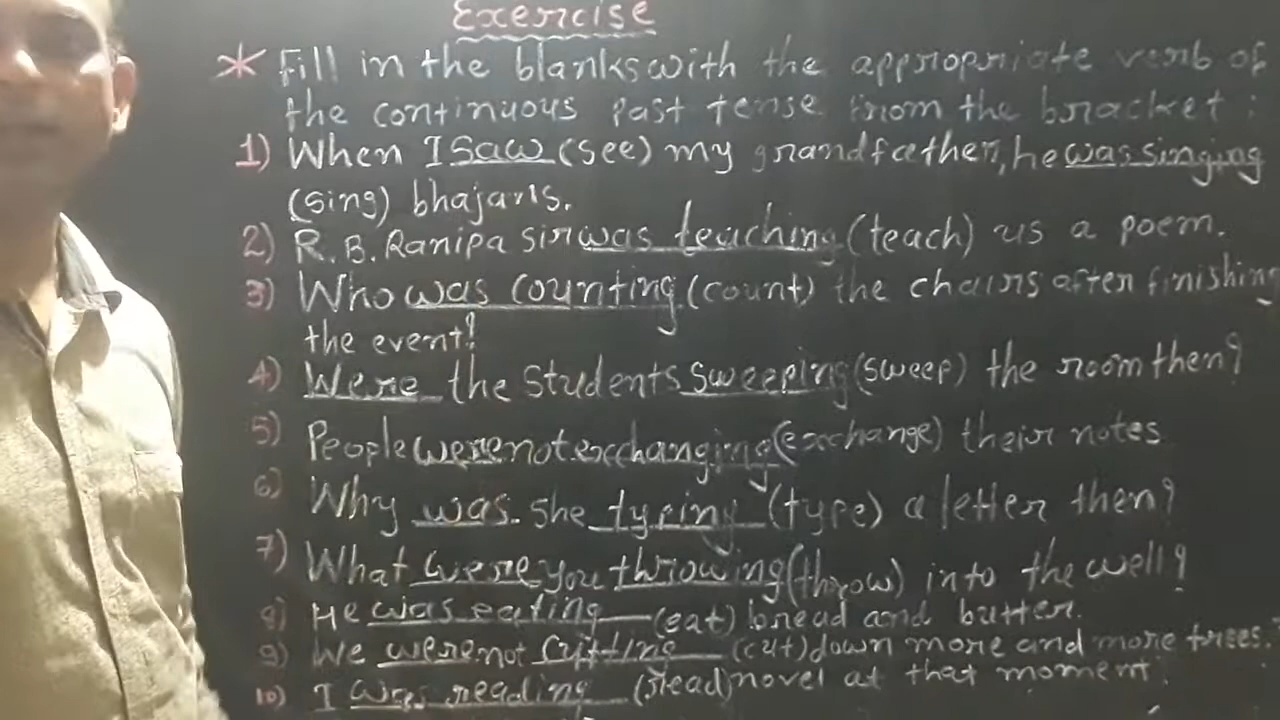 Exercise
* Fill in the blanks with the appropriate verb of
the continuous past tense from the bracket :
1) When I saw (see) my grandfather, he was singing
(sing) bhajans.
2) R. B. Ranipa sir was teaching (teach) us a poem.
3) Who was counting (count) the chairs after finishing
the event?
4) Were the students sweeping (sweep) the room then?
5) People were not exchanging (exchange) their notes
6) Why was she typing (type) a letter then?
7) What were you throwing (throw) into the well?
8) He was eating (eat) bread and butter.
9) We were not cutting (cut) down more and more trees.
10) I was reading (read) novel at that moment.